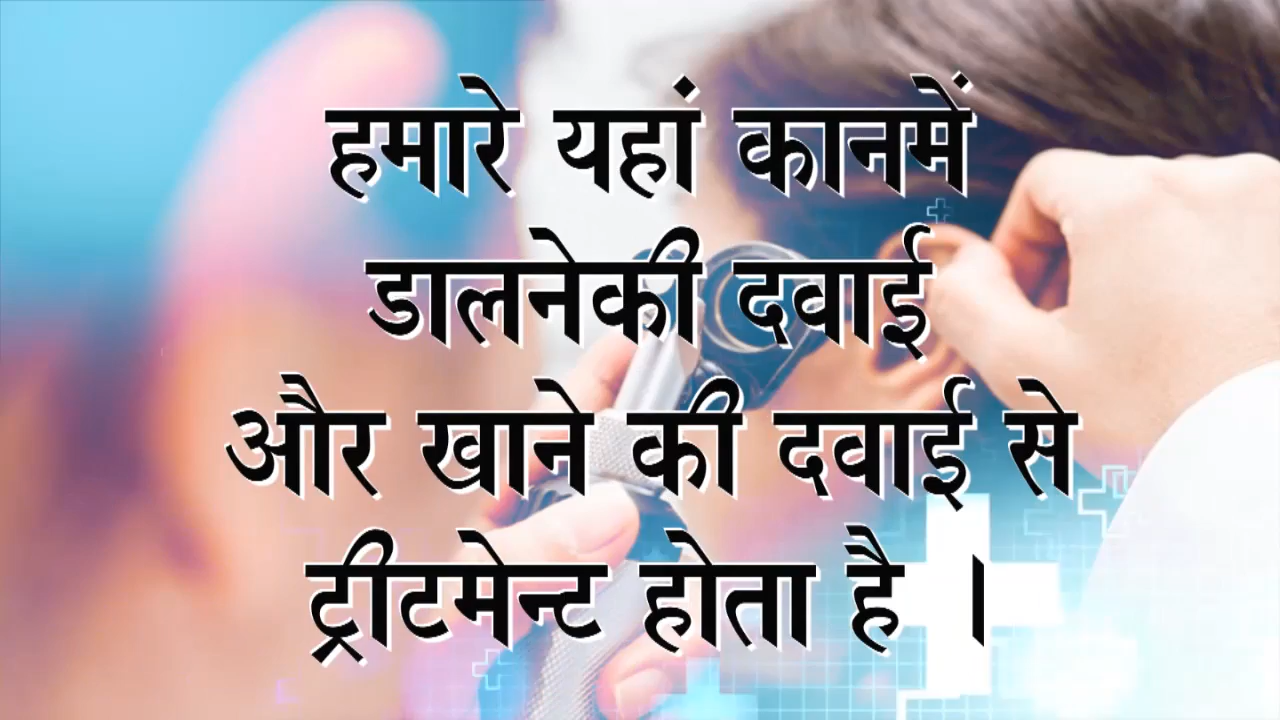 हमारे यहां कानमें
डालनेकी दवाई
और खाने की दवाई से
ट्रीटमेन्ट होता है ।